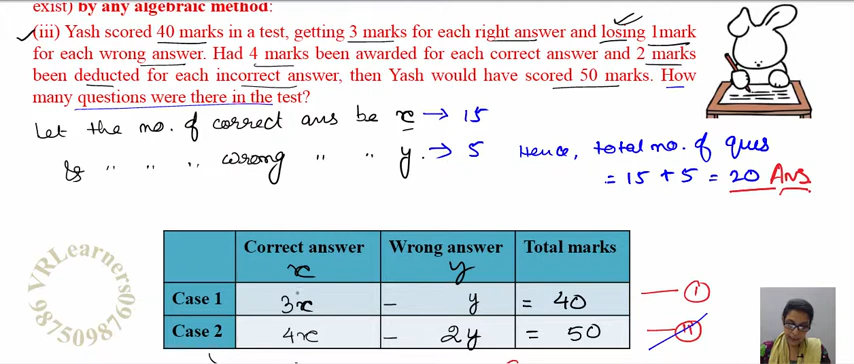 exist) by any algebraic method:
(iii) Yash scored 40 marks in a test, getting 3 marks for each right answer and losing 1mark
for each wrong answer. Had 4 marks been awarded for each correct answer and 2 marks
been deducted for each incorrect answer, then Yash would have scored 50 marks. How
many questions were there in the test?
Let the no. of correct ans be x → 15
& " " " wrong " " y. → 5
Hence, total no. of ques
= 15 + 5 = 20 Ans
Correct answer Wrong answer Total marks
x y
Case 1 3x - y = 40 — (I)
Case 2 4x - 2y = 50 — (II)
VRLearners
9875098760